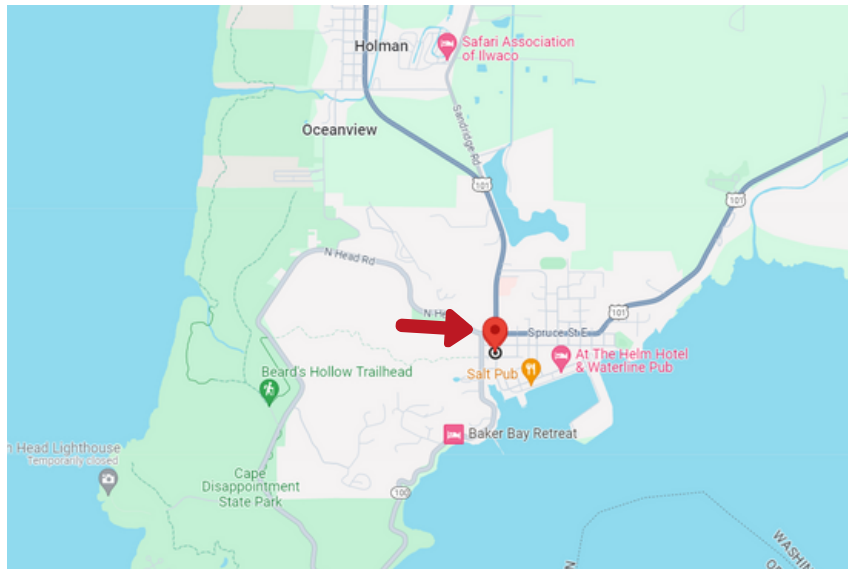 Holman
Safari Association
of Ilwaco
Sandridge Rd
Oceanview
101
101
N Head Rd
N He
101
Spruce St E
At The Helm Hotel
& Waterline Pub
Salt Pub
Beard's Hollow Trailhead
Baker Bay Retreat
Head Lighthouse
Temporarily closed
Cape
Disappointment
State Park
100
WASHIN